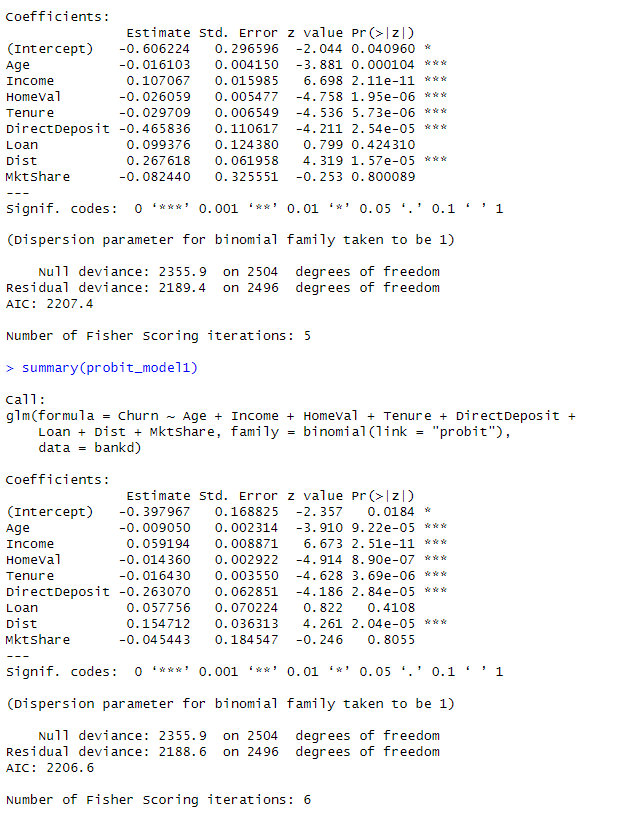 Coefficients:
               Estimate Std. Error z value Pr(>|z|)
(Intercept)   -0.606224   0.296596  -2.044 0.040960 *
Age           -0.016103   0.004150  -3.881 0.000104 ***
Income         0.107067   0.015985   6.698 2.11e-11 ***
HomeVal       -0.026059   0.005477  -4.758 1.95e-06 ***
Tenure        -0.029709   0.006549  -4.536 5.73e-06 ***
DirectDeposit -0.465836   0.110617  -4.211 2.54e-05 ***
Loan           0.099376   0.124380   0.799 0.424310
Dist           0.267618   0.061958   4.319 1.57e-05 ***
MktShare      -0.082440   0.325551  -0.253 0.800089
---
Signif. codes:  0 ‘***’ 0.001 ‘**’ 0.01 ‘*’ 0.05 ‘.’ 0.1 ‘ ’ 1
(Dispersion parameter for binomial family taken to be 1)
    Null deviance: 2355.9  on 2504  degrees of freedom
Residual deviance: 2189.4  on 2496  degrees of freedom
AIC: 2207.4
Number of Fisher Scoring iterations: 5
> summary(probit_model1)
Call:
glm(formula = Churn ~ Age + Income + HomeVal + Tenure + DirectDeposit +
    Loan + Dist + MktShare, family = binomial(link = "probit"),
    data = bankd)
Coefficients:
               Estimate Std. Error z value Pr(>|z|)
(Intercept)   -0.397967   0.168825  -2.357   0.0184 *
Age           -0.009050   0.002314  -3.910 9.22e-05 ***
Income         0.059194   0.008871   6.673 2.51e-11 ***
HomeVal       -0.014360   0.002922  -4.914 8.90e-07 ***
Tenure        -0.016430   0.003550  -4.628 3.69e-06 ***
DirectDeposit -0.263070   0.062851  -4.186 2.84e-05 ***
Loan           0.057756   0.070224   0.822   0.4108
Dist           0.154712   0.036313   4.261 2.04e-05 ***
MktShare      -0.045443   0.184547  -0.246   0.8055
---
Signif. codes:  0 ‘***’ 0.001 ‘**’ 0.01 ‘*’ 0.05 ‘.’ 0.1 ‘ ’ 1
(Dispersion parameter for binomial family taken to be 1)
    Null deviance: 2355.9  on 2504  degrees of freedom
Residual deviance: 2188.6  on 2496  degrees of freedom
AIC: 2206.6
Number of Fisher Scoring iterations: 6